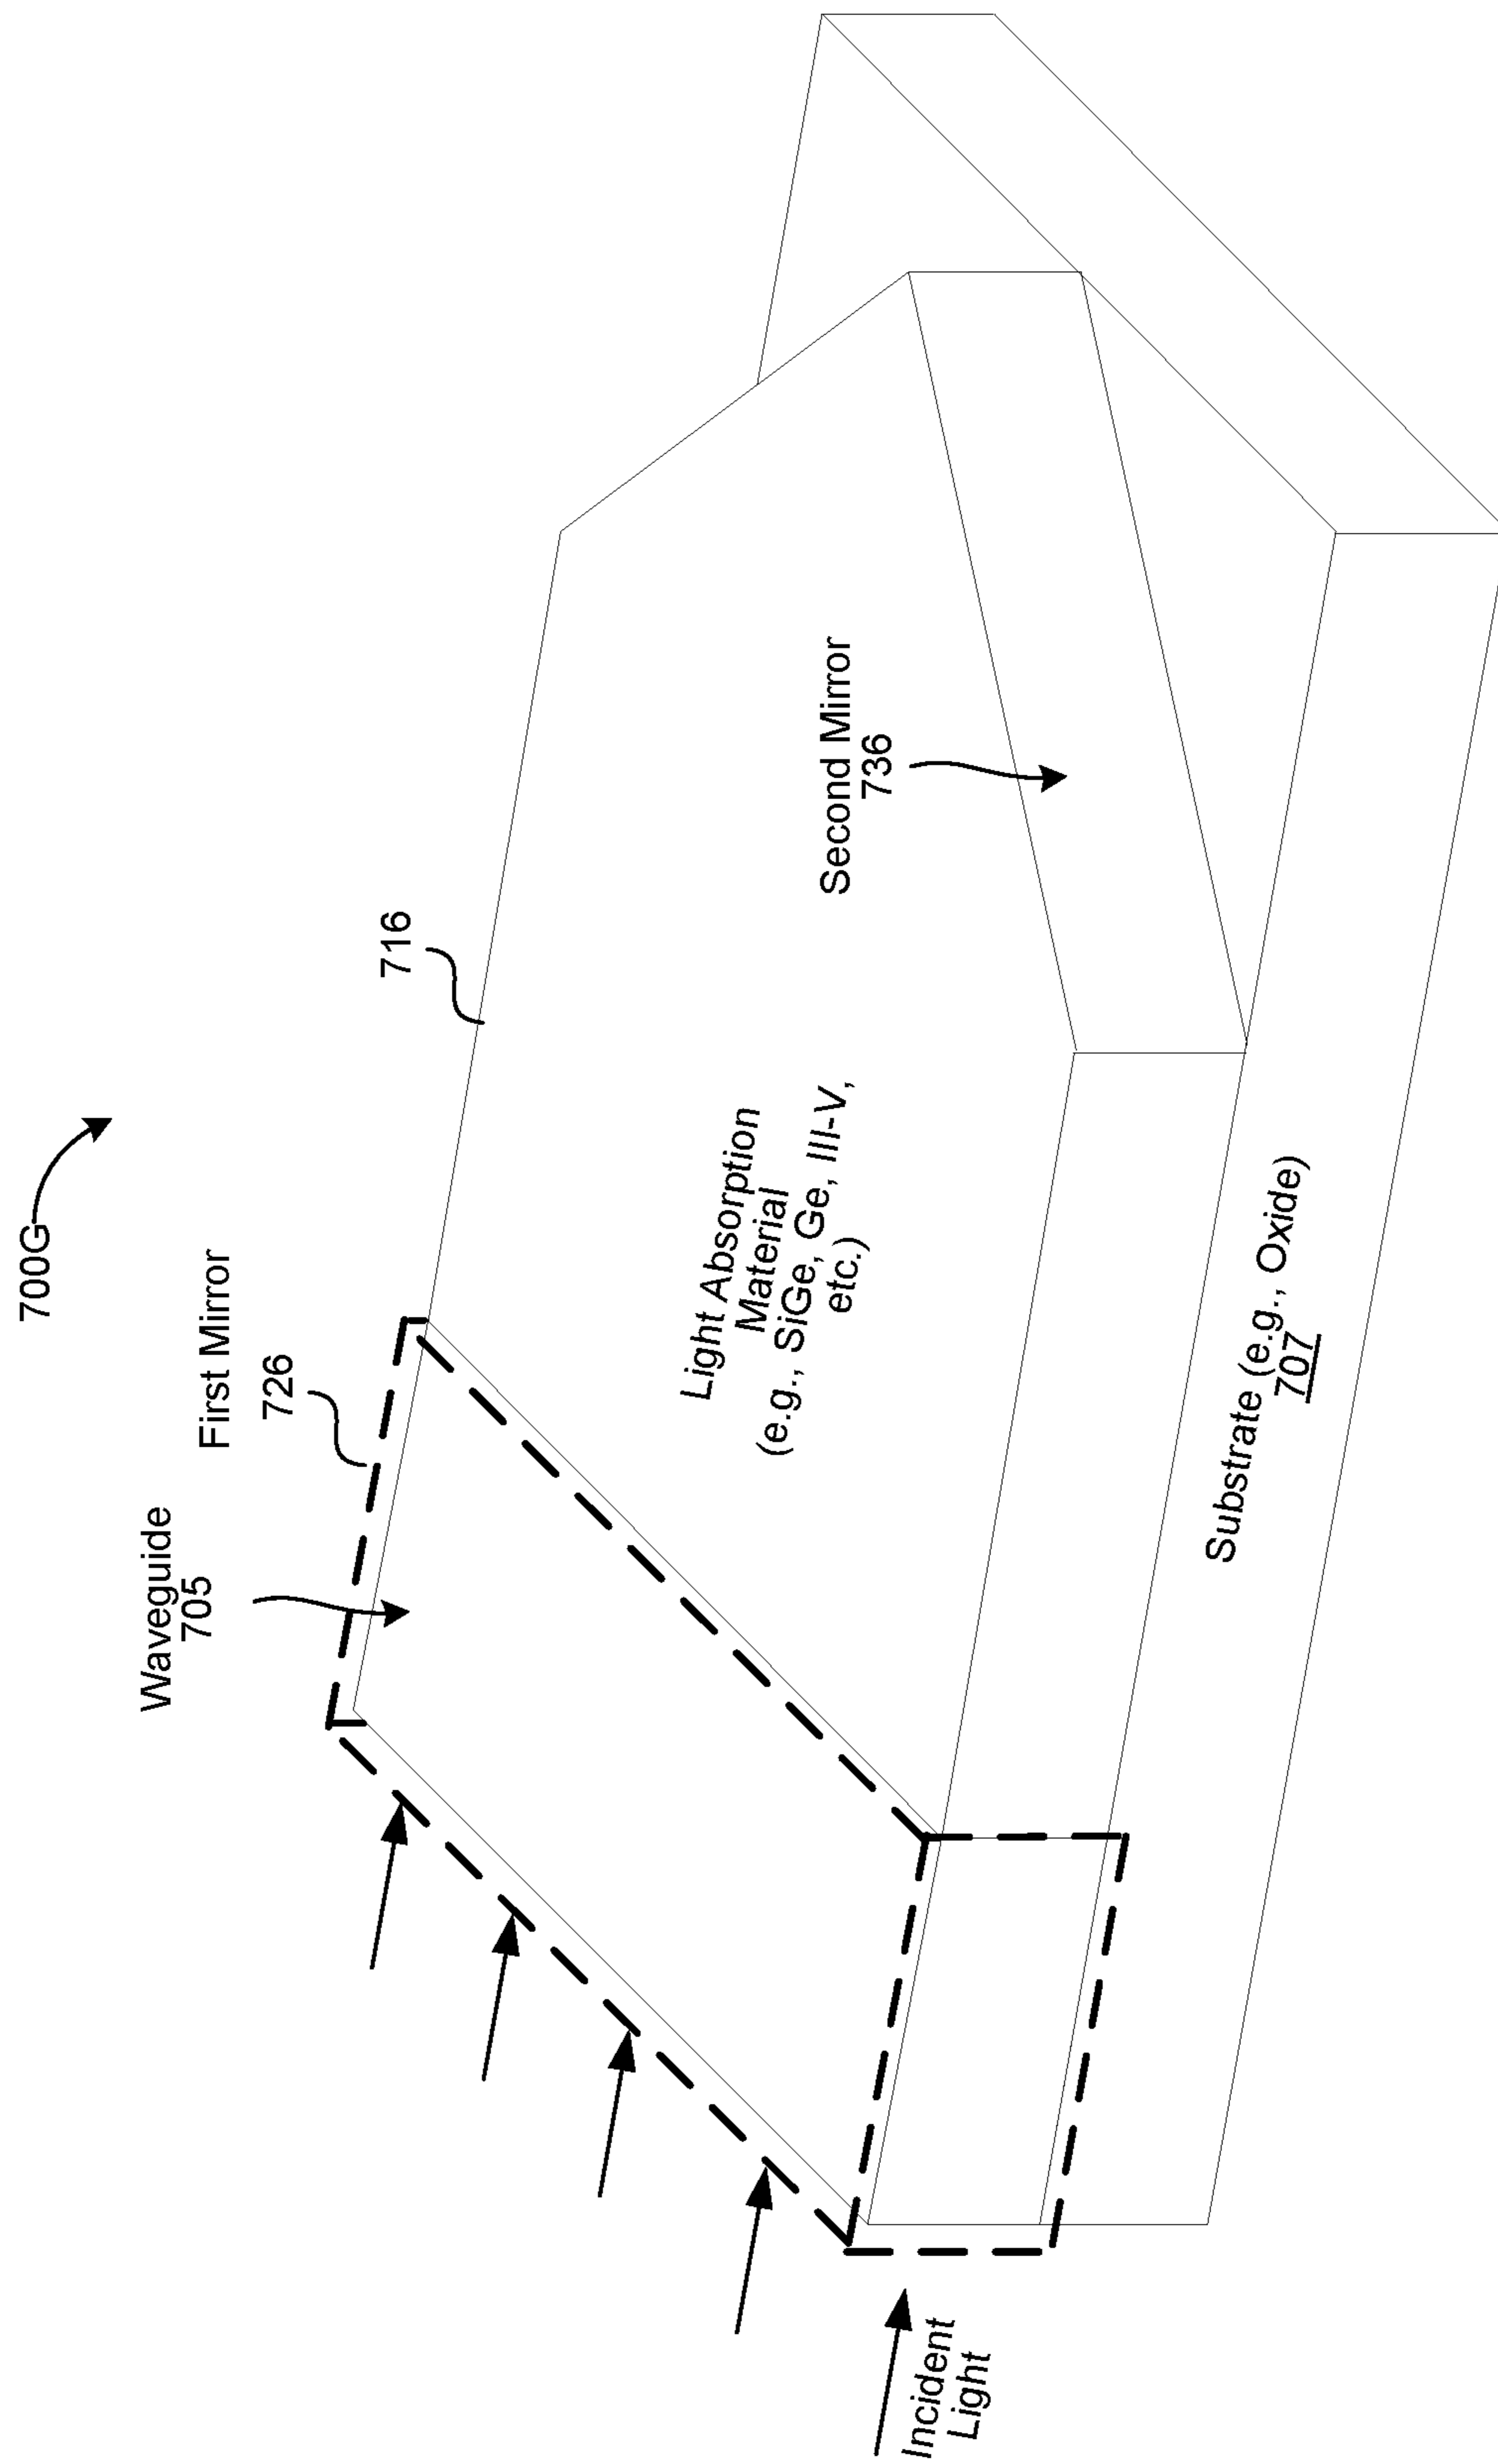 700G
First Mirror
726
Waveguide
705
716
Second Mirror
736
Light Absorption
Material
(e.g., SiGe, Ge, III-V,
etc.)
Substrate (e.g., Oxide)
707
Incident
Light